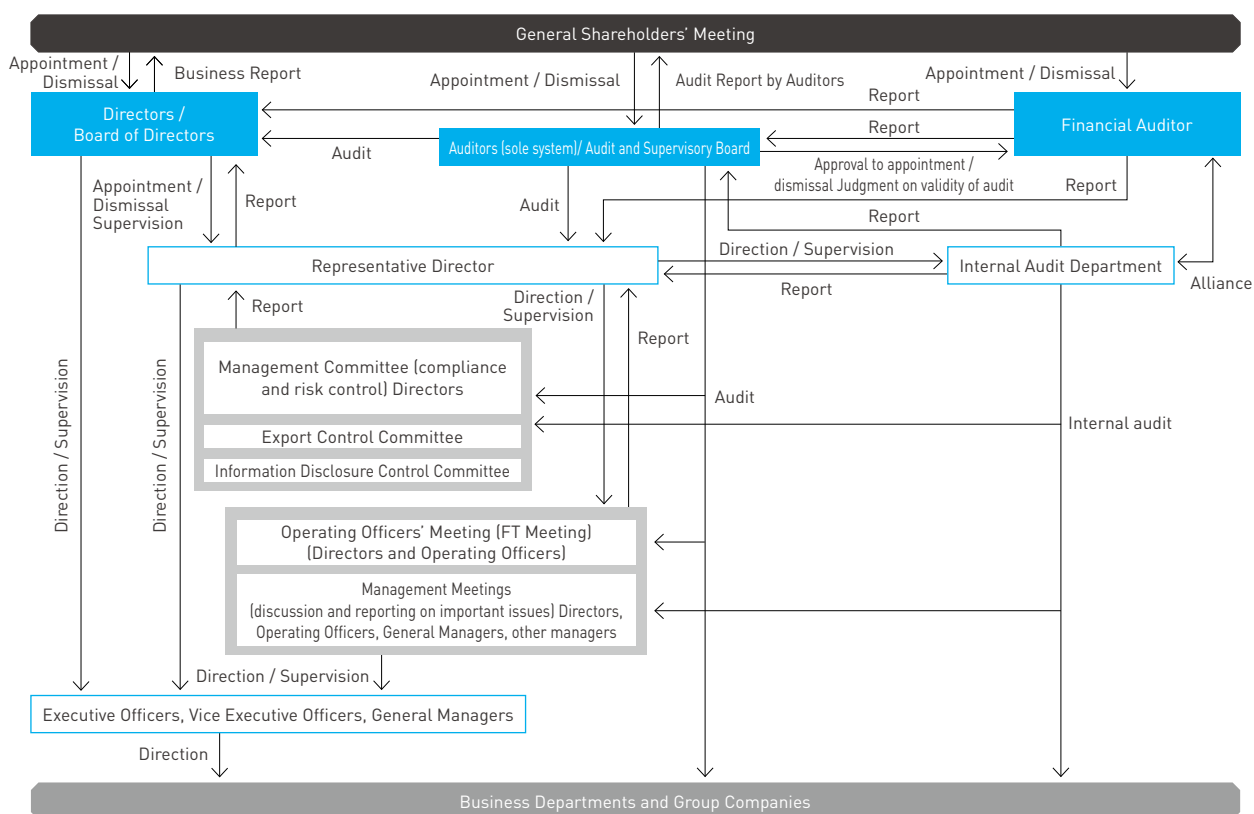 General Shareholders’ Meeting
Appointment /
Dismissal
Business Report
Appointment / Dismissal
Audit Report by Auditors
Appointment / Dismissal
Directors /
Board of Directors
Report
Financial Auditor
Auditors (sole system)/ Audit and Supervisory Board
Report
Audit
Approval to appointment /
dismissal Judgment on validity of audit
Appointment /
Dismissal
Supervision
Report
Audit
Report
Report
Representative Director
Direction / Supervision
Report
Internal Audit Department
Alliance
Report
Direction /
Supervision
Report
Management Committee (compliance
and risk control) Directors
Export Control Committee
Information Disclosure Control Committee
Audit
Internal audit
Direction / Supervision
Direction / Supervision
Operating Officers’ Meeting (FT Meeting)
(Directors and Operating Officers)
Management Meetings
(discussion and reporting on important issues) Directors,
Operating Officers, General Managers, other managers
Direction / Supervision
Executive Officers, Vice Executive Officers, General Managers
Direction
Business Departments and Group Companies